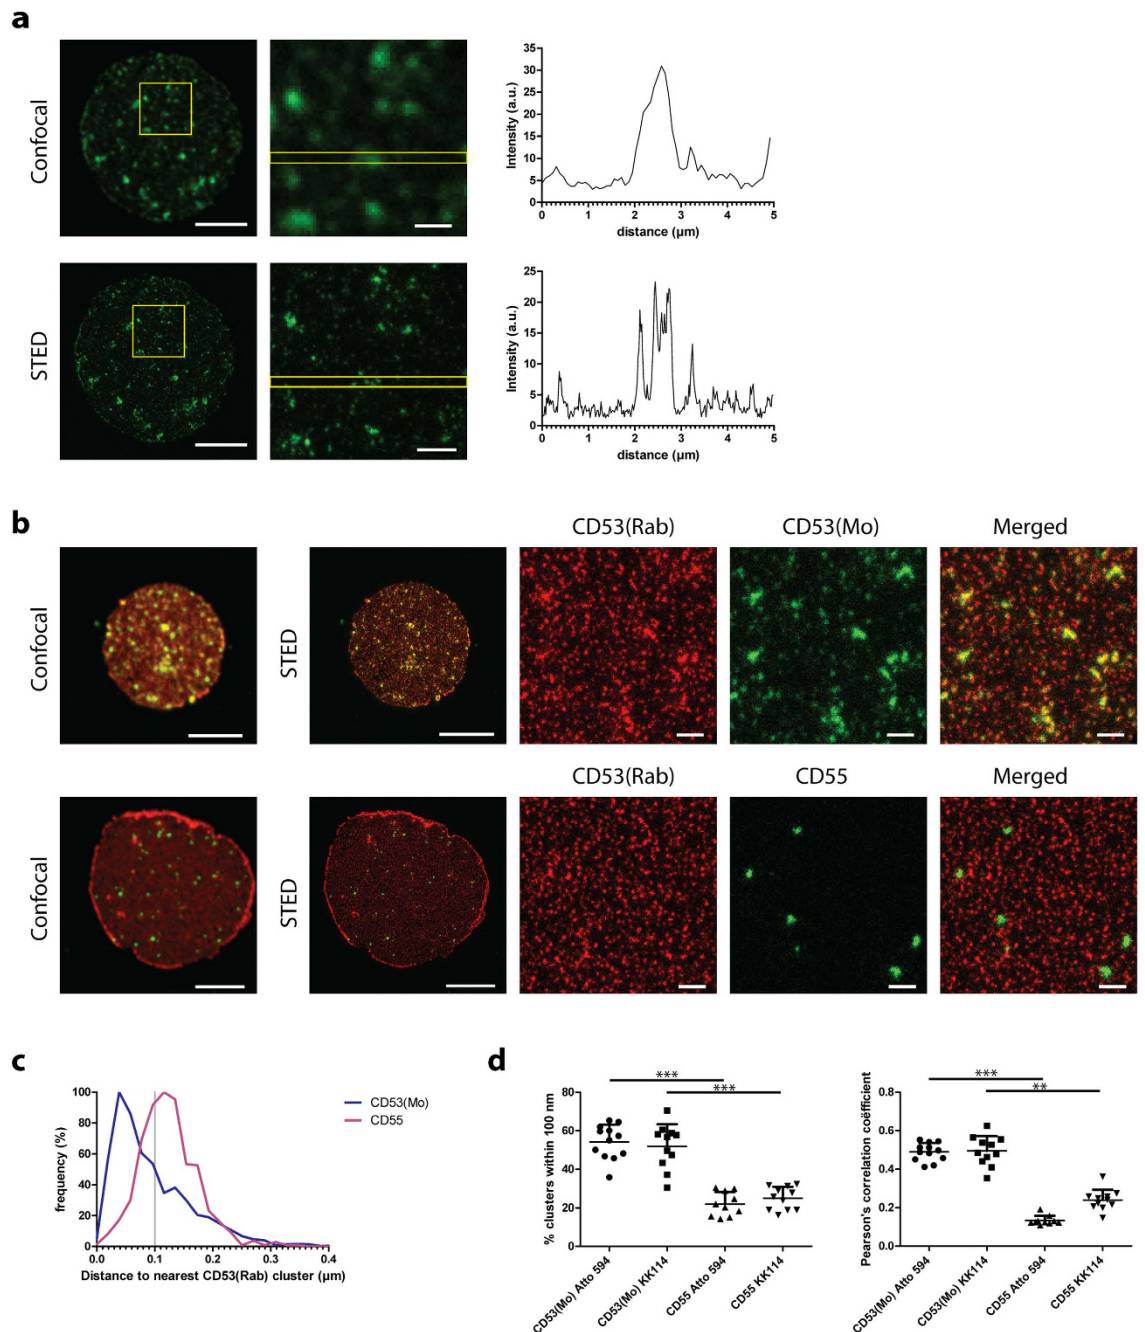 a
Confocal
Intensity (a.u.)
35
30
25
20
15
10
5
0
0 1 2 3 4 5
distance (µm)
STED
Intensity (a.u.)
25
20
15
10
5
0
0 1 2 3 4 5
distance (µm)
b
CD53(Rab) CD53(Mo) Merged
Confocal
STED
CD53(Rab) CD55 Merged
Confocal
STED
c
frequency (%)
100
80
60
40
20
0
0.0 0.1 0.2 0.3 0.4
Distance to nearest CD53(Rab) cluster (µm)
CD53(Mo)
CD55
d
% clusters within 100 nm
80
60
40
20
0
***
***
CD53(Mo) Atto 594
CD53(Mo) KK114
CD55 Atto 594
CD55 KK114
Pearson's correlation coëfficient
0.8
0.6
0.4
0.2
0.0
***
**
CD53(Mo) Atto 594
CD53(Mo) KK114
CD55 Atto 594
CD55 KK114